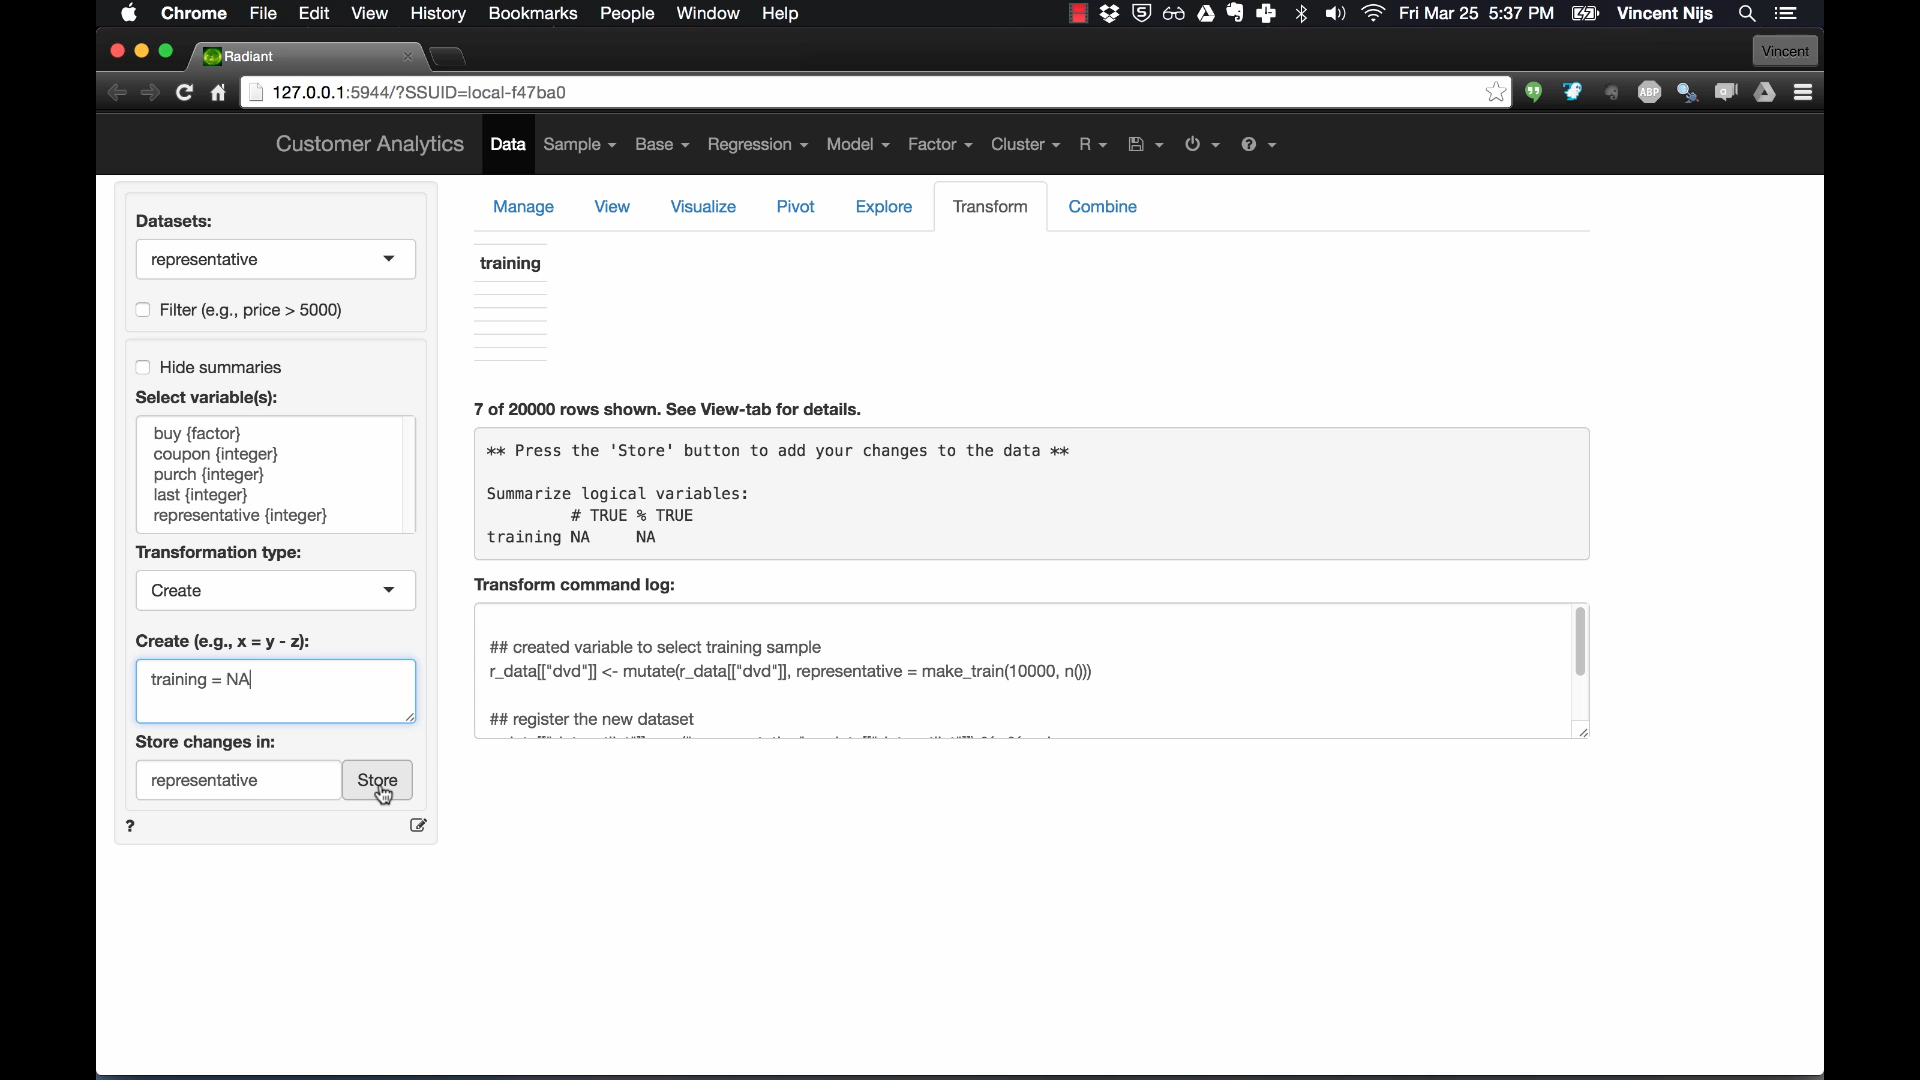 Chrome File Edit View History Bookmarks People Window Help Fri Mar 25 5:37 PM Vincent Nijs
Radiant Vincent
127.0.0.1:5944/?SSUID=local-f47ba0 ABP
Customer Analytics Data Sample Base Regression Model Factor Cluster R
Manage View Visualize Pivot Explore Transform Combine
Datasets:
representative
Filter (e.g., price > 5000)
Hide summaries
Select variable(s):
buy {factor}
coupon {integer}
purch {integer}
last {integer}
representative {integer}
Transformation type:
Create
Create (e.g., x = y - z):
training = NA
Store changes in:
representative Store
?
training
7 of 20000 rows shown. See View-tab for details.
** Press the 'Store' button to add your changes to the data **
Summarize logical variables:
# TRUE % TRUE
training NA NA
Transform command log:
## created variable to select training sample
r_data[["dvd"]] <- mutate(r_data[["dvd"]], representative = make_train(10000, n()))
## register the new dataset